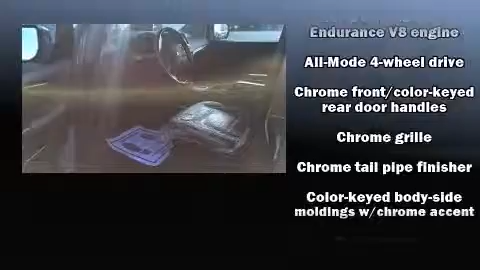 Endurance V8 engine
All-Mode 4-wheel drive
Chrome front/color-keyed
rear door handles
Chrome grille
Chrome tail pipe finisher
Color-keyed body-side
moldings w/chrome accent